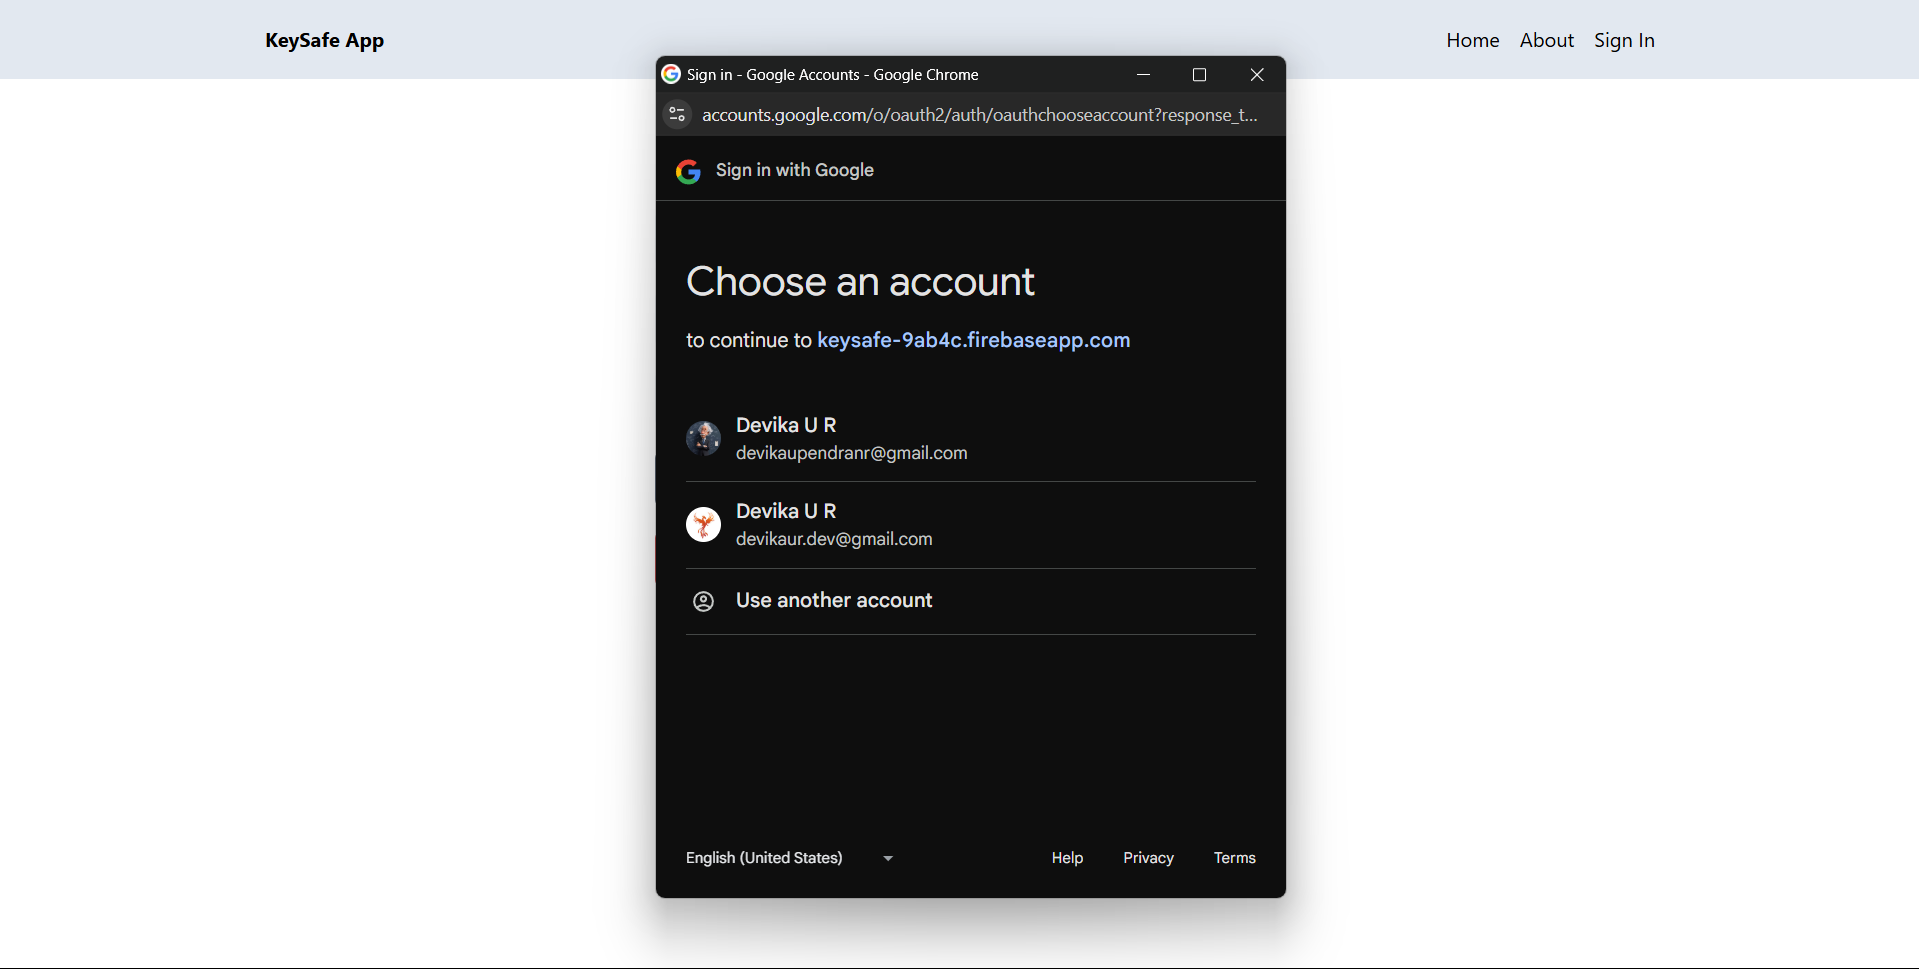 KeySafe App
Home About Sign In
Sign in - Google Accounts - Google Chrome
accounts.google.com/o/oauth2/auth/oauthchooseaccount?response_t...
Sign in with Google
Choose an account
to continue to keysafe-9ab4c.firebaseapp.com
Devika U R
devikaupendranr@gmail.com
Devika U R
devikaur.dev@gmail.com
Use another account
English (United States) Help Privacy Terms